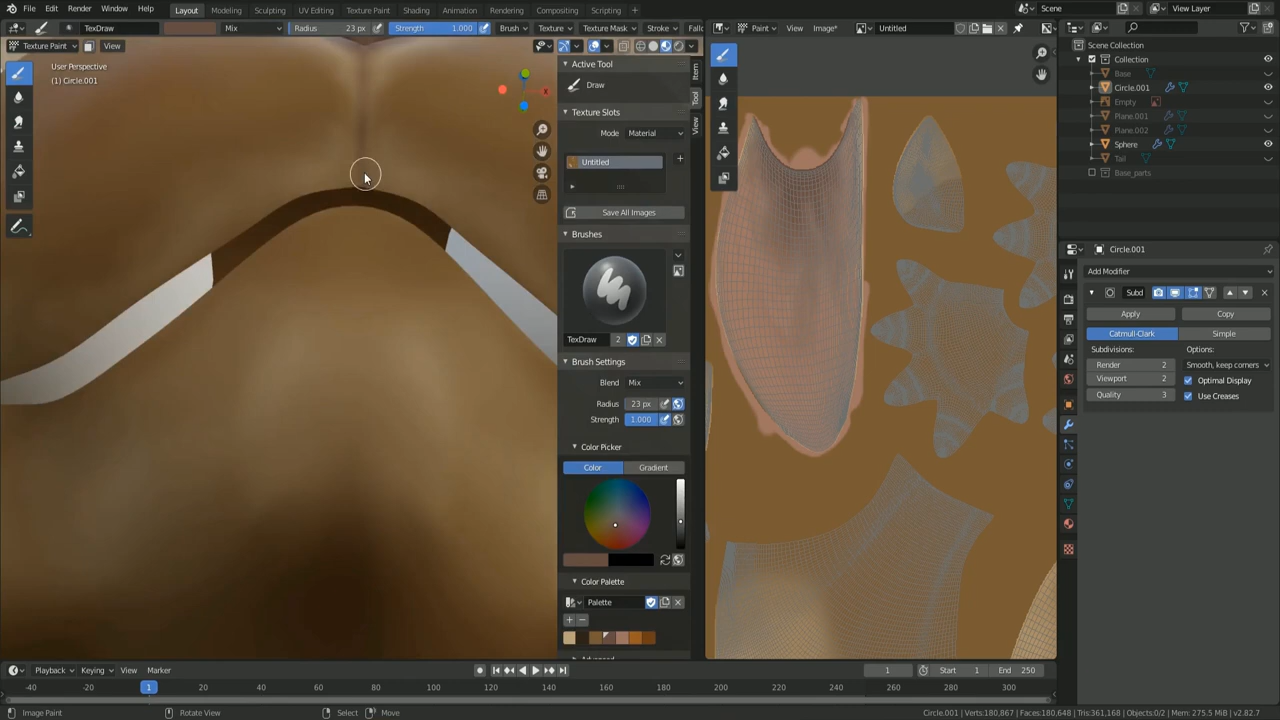 File Edit Render Window Help Layout Modeling Sculpting UV Editing Texture Paint Shading Animation Rendering Compositing Scripting + Scene View Layer
TexDraw Mix Radius 23 px Strength 1.000 Brush Texture Texture Mask Stroke Fallo Paint View Image* Untitled
Texture Paint View
User Perspective
(1) Circle.001
X
Active Tool
Draw
Texture Slots
Mode Material
Untitled
Save All Images
Brushes
TexDraw 2
Brush Settings
Blend Mix
Radius 23 px
Strength 1.000
Color Picker
Color Gradient
Color Palette
Palette
Item
Tool
View
Scene Collection
Collection
Base
Circle.001
Empty
Plane.001
Plane.002
Sphere
Tail
Base_parts
Circle.001
Add Modifier
Subd
Apply Copy
Catmull-Clark Simple
Subdivisions: Options:
Render 2 Smooth, keep corners
Viewport 2 Optimal Display
Quality 3 Use Creases
Playback Keying View Marker 1 Start 1 End 250
-40 -20 1 20 40 60 80 100 120 140 160 180 200 220 240 260 280 300
Image Paint Rotate View Select Move Circle.001 | Verts:180,867 | Faces:180,648 | Tris:361,168 | Objects:0/2 | Mem: 275.5 MiB | v2.82.7